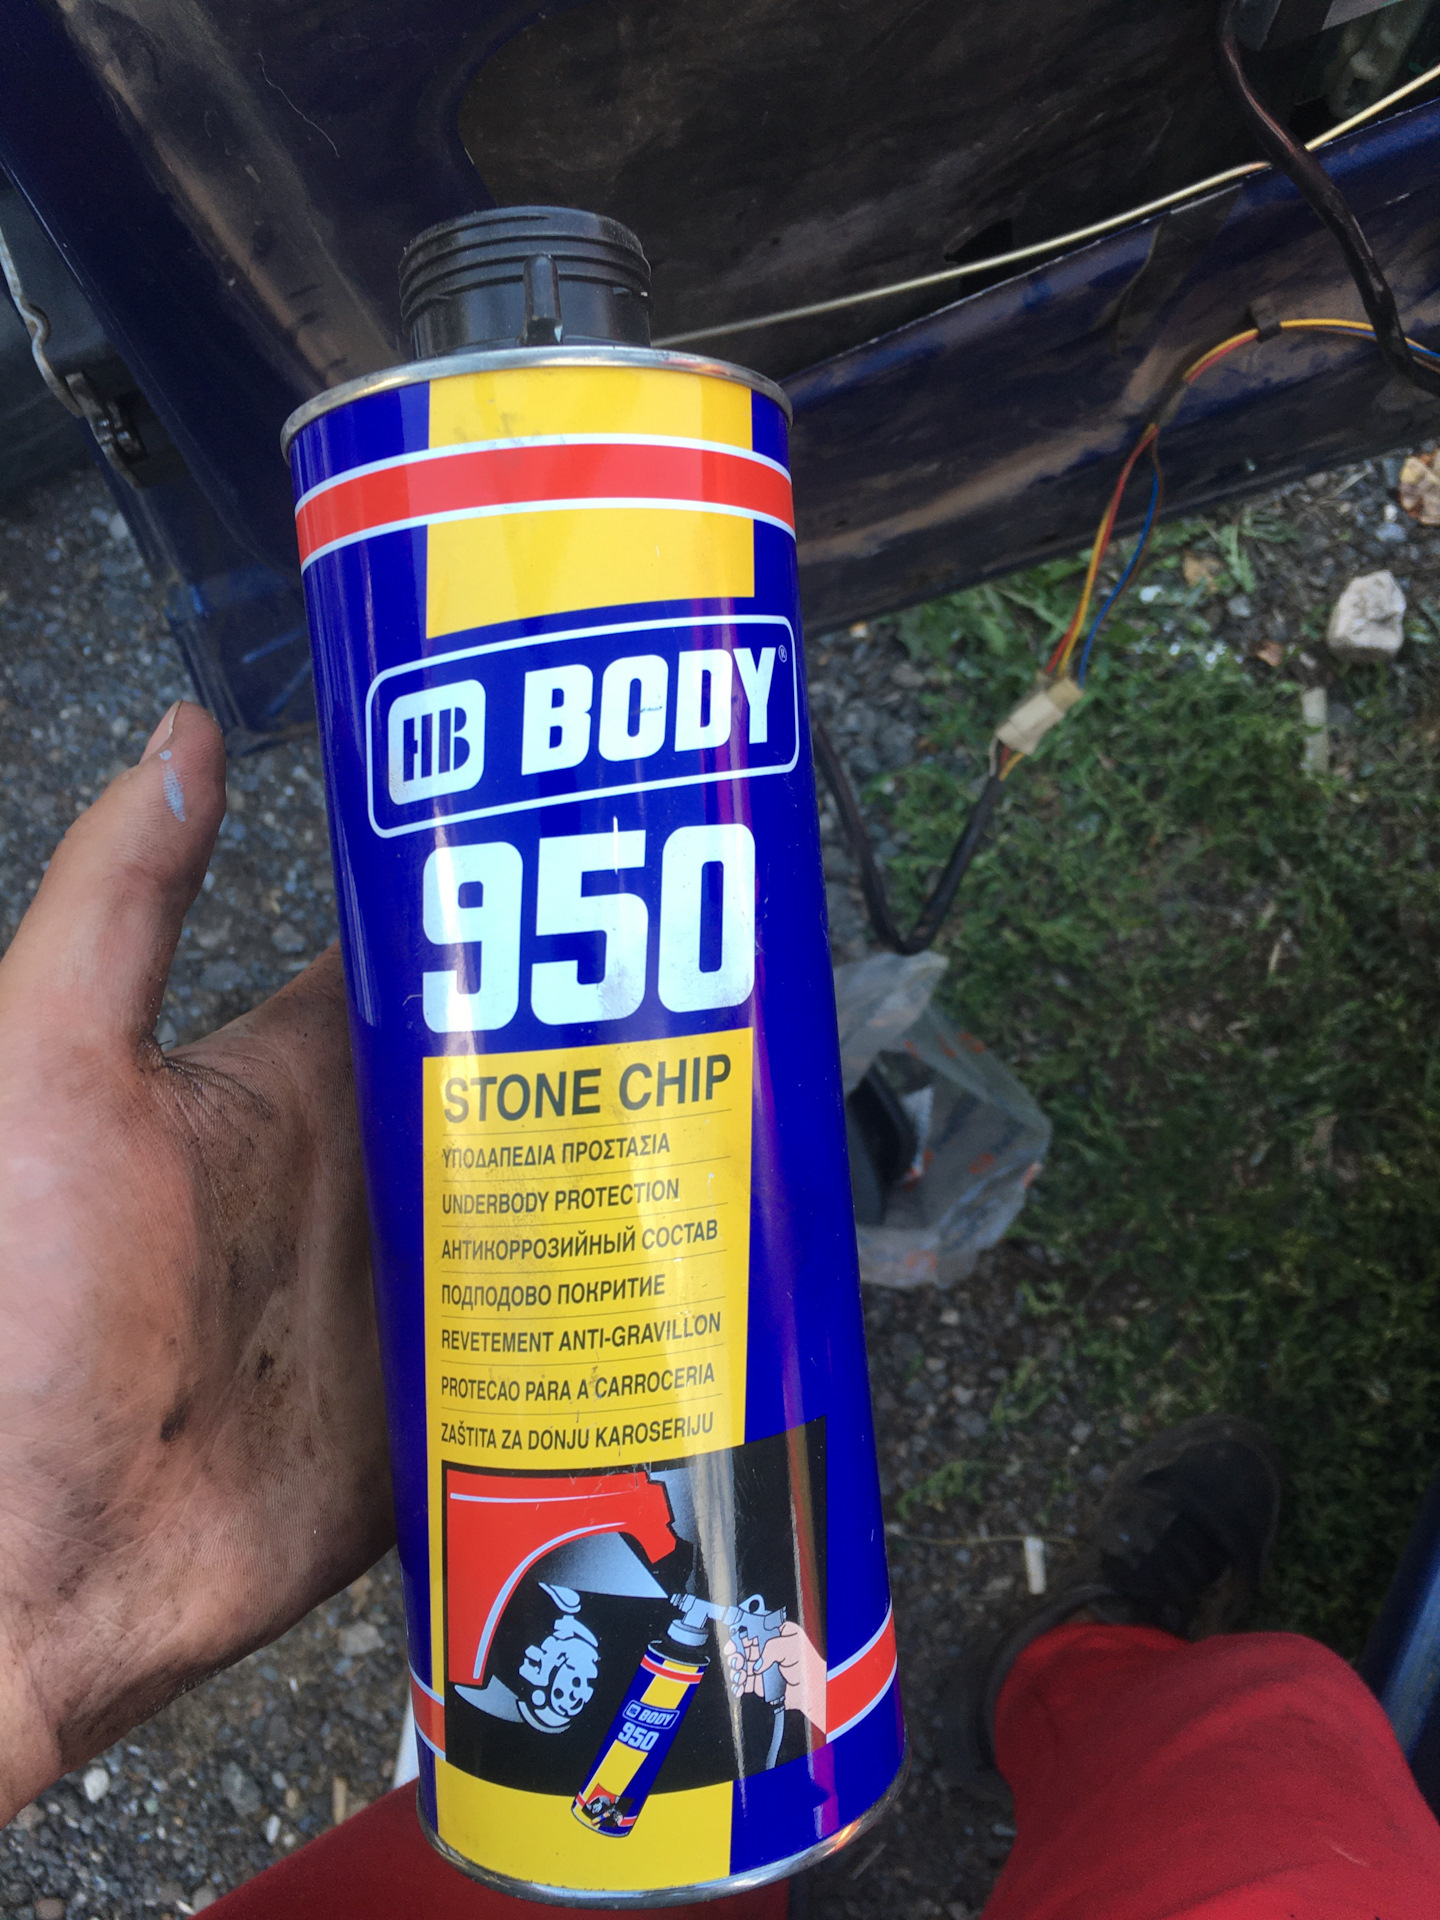 HB BODY®
950
STONE CHIP
ΥΠΟΔΑΠΕΔΙΑ ΠΡΟΣΤΑΣΙΑ
UNDERBODY PROTECTION
АНТИКОРРОЗИЙНЫЙ СОСТАВ
ПОДПОДОВО ПОКРИТИЕ
REVETEMENT ANTI-GRAVILLON
PROTECAO PARA A CARROCERIA
ZAŠTITA ZA DONJU KAROSERIJU
HB BODY
950